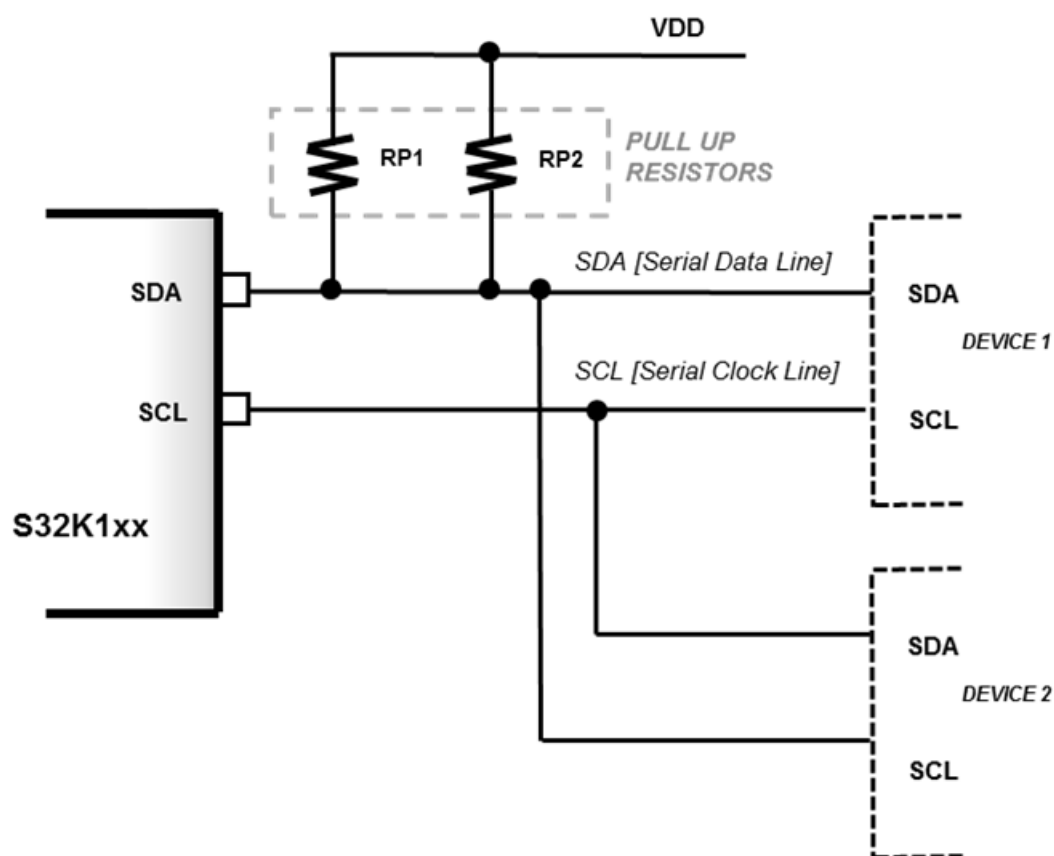 VDD
RP1
RP2
PULL UP
RESISTORS
SDA
SDA [Serial Data Line]
SDA
DEVICE 1
SCL
SCL [Serial Clock Line]
SCL
S32K1xx
SDA
DEVICE 2
SCL